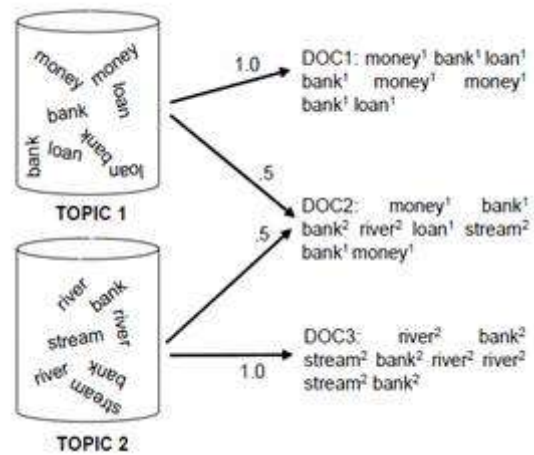 money
money
loan
bank
bank
loan
bank
loan
TOPIC 1
river
bank
river
stream
river
bank
stream
TOPIC 2
1.0
.5
.5
1.0
DOC1: money¹ bank¹ loan¹
bank¹ money¹ money¹
bank¹ loan¹
DOC2: money¹ bank¹
bank² river² loan¹ stream²
bank¹ money¹
DOC3: river² bank²
stream² bank² river² river²
stream² bank²